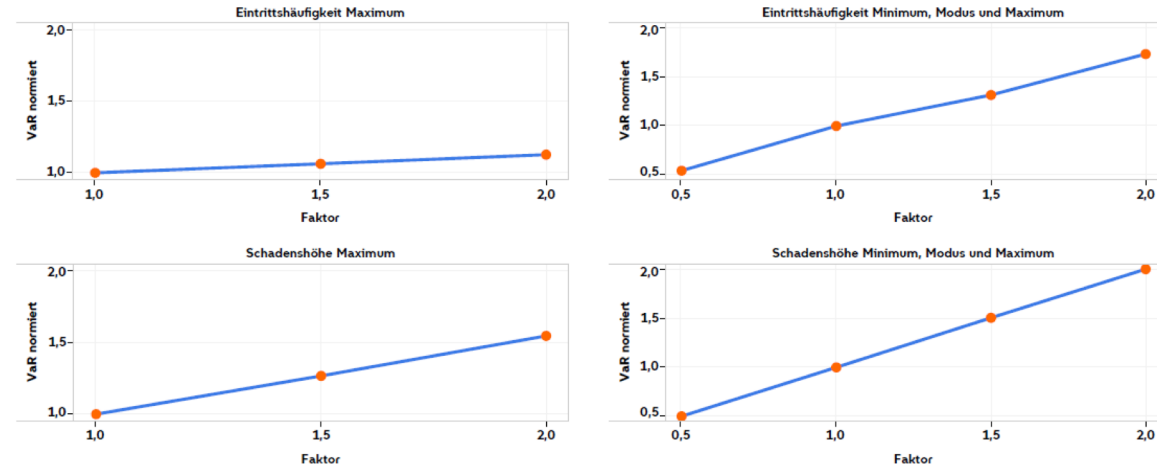 Eintrittshäufigkeit Maximum
2,0
1,5
1,0
VaR normiert
1,0 1,5 2,0
Faktor
Eintrittshäufigkeit Minimum, Modus und Maximum
2,0
1,5
1,0
0,5
VaR normiert
0,5 1,0 1,5 2,0
Faktor
Schadenshöhe Maximum
2,0
1,5
1,0
VaR normiert
1,0 1,5 2,0
Faktor
Schadenshöhe Minimum, Modus und Maximum
2,0
1,5
1,0
0,5
VaR normiert
0,5 1,0 1,5 2,0
Faktor